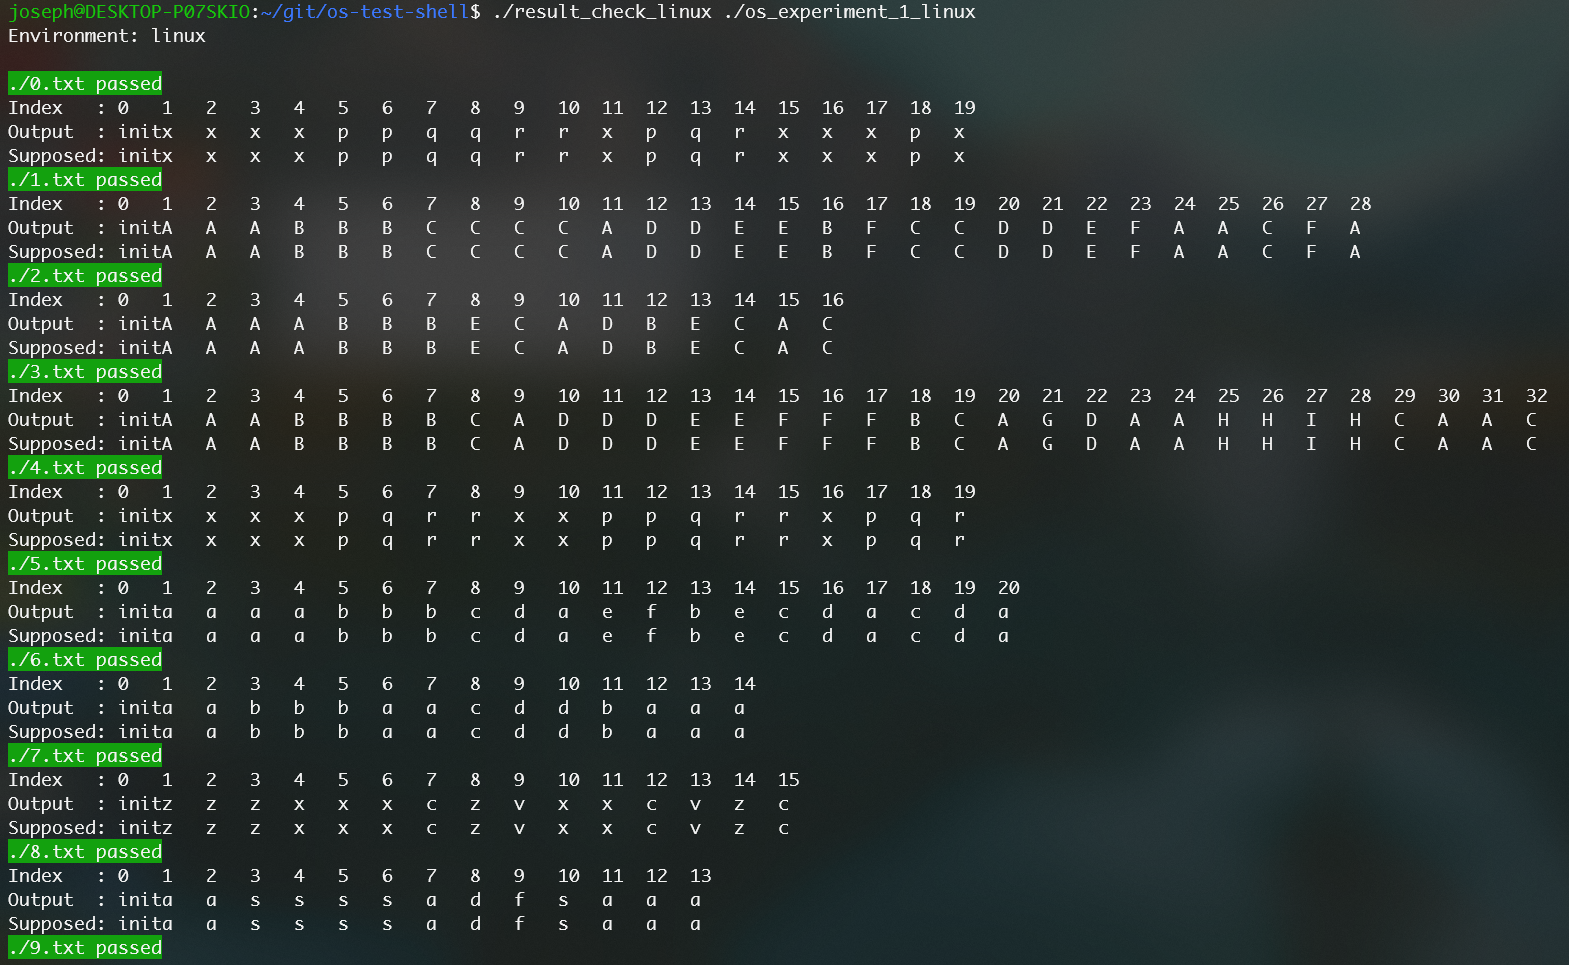 joseph@DESKTOP-P07SKIO:~/git/os-test-shell$ ./result_check_linux ./os_experiment_1_linux
Environment: linux
./0.txt passed
Index   : 0   1   2   3   4   5   6   7   8   9   10  11  12  13  14  15  16  17  18  19
Output  : initx   x   x   x   p   p   q   q   r   r   x   p   q   r   x   x   x   p   x
Supposed: initx   x   x   x   p   p   q   q   r   r   x   p   q   r   x   x   x   p   x
./1.txt passed
Index   : 0   1   2   3   4   5   6   7   8   9   10  11  12  13  14  15  16  17  18  19  20  21  22  23  24  25  26  27  28
Output  : initA   A   A   B   B   B   C   C   C   C   A   D   D   E   E   B   F   C   C   D   D   E   F   A   A   C   F   A
Supposed: initA   A   A   B   B   B   C   C   C   C   A   D   D   E   E   B   F   C   C   D   D   E   F   A   A   C   F   A
./2.txt passed
Index   : 0   1   2   3   4   5   6   7   8   9   10  11  12  13  14  15  16
Output  : initA   A   A   A   B   B   B   E   C   A   D   B   E   C   A   C
Supposed: initA   A   A   A   B   B   B   E   C   A   D   B   E   C   A   C
./3.txt passed
Index   : 0   1   2   3   4   5   6   7   8   9   10  11  12  13  14  15  16  17  18  19  20  21  22  23  24  25  26  27  28  29  30  31  32
Output  : initA   A   A   B   B   B   B   C   A   D   D   D   E   E   F   F   F   B   C   A   G   D   A   A   H   H   I   H   C   A   A   C
Supposed: initA   A   A   B   B   B   B   C   A   D   D   D   E   E   F   F   F   B   C   A   G   D   A   A   H   H   I   H   C   A   A   C
./4.txt passed
Index   : 0   1   2   3   4   5   6   7   8   9   10  11  12  13  14  15  16  17  18  19
Output  : initx   x   x   x   p   q   r   r   x   x   p   p   q   r   r   x   p   q   r
Supposed: initx   x   x   x   p   q   r   r   x   x   p   p   q   r   r   x   p   q   r
./5.txt passed
Index   : 0   1   2   3   4   5   6   7   8   9   10  11  12  13  14  15  16  17  18  19  20
Output  : inita   a   a   a   b   b   b   c   d   a   e   f   b   e   c   d   a   c   d   a
Supposed: inita   a   a   a   b   b   b   c   d   a   e   f   b   e   c   d   a   c   d   a
./6.txt passed
Index   : 0   1   2   3   4   5   6   7   8   9   10  11  12  13  14
Output  : inita   a   b   b   b   a   a   c   d   d   b   a   a   a
Supposed: inita   a   b   b   b   a   a   c   d   d   b   a   a   a
./7.txt passed
Index   : 0   1   2   3   4   5   6   7   8   9   10  11  12  13  14  15
Output  : initz   z   z   x   x   x   c   z   v   x   x   c   v   z   c
Supposed: initz   z   z   x   x   x   c   z   v   x   x   c   v   z   c
./8.txt passed
Index   : 0   1   2   3   4   5   6   7   8   9   10  11  12  13
Output  : inita   a   s   s   s   s   a   d   f   s   a   a   a
Supposed: inita   a   s   s   s   s   a   d   f   s   a   a   a
./9.txt passed